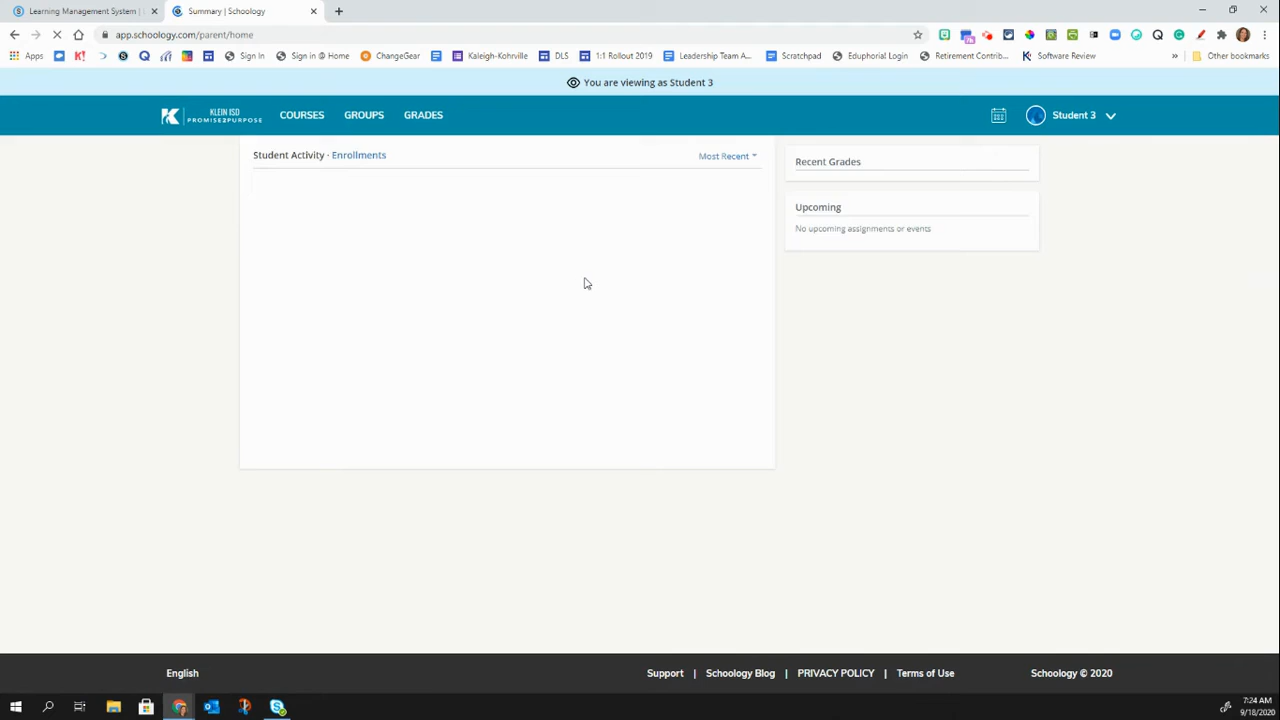 Learning Management System |
Summary | Schoology
app.schoology.com/parent/home
Apps
Sign In
Sign in @ Home
ChangeGear
Kaleigh-Kohrville
DLS
1:1 Rollout 2019
Leadership Team A...
Scratchpad
Eduphorial Login
Retirement Contrib...
Software Review
»
Other bookmarks
You are viewing as Student 3
KLEIN ISD
PROMISE2PURPOSE
COURSES
GROUPS
GRADES
Student 3
Student Activity · Enrollments
Most Recent
Recent Grades
Upcoming
No upcoming assignments or events
English
Support | Schoology Blog | PRIVACY POLICY | Terms of Use
Schoology © 2020
7:24 AM
9/18/2020